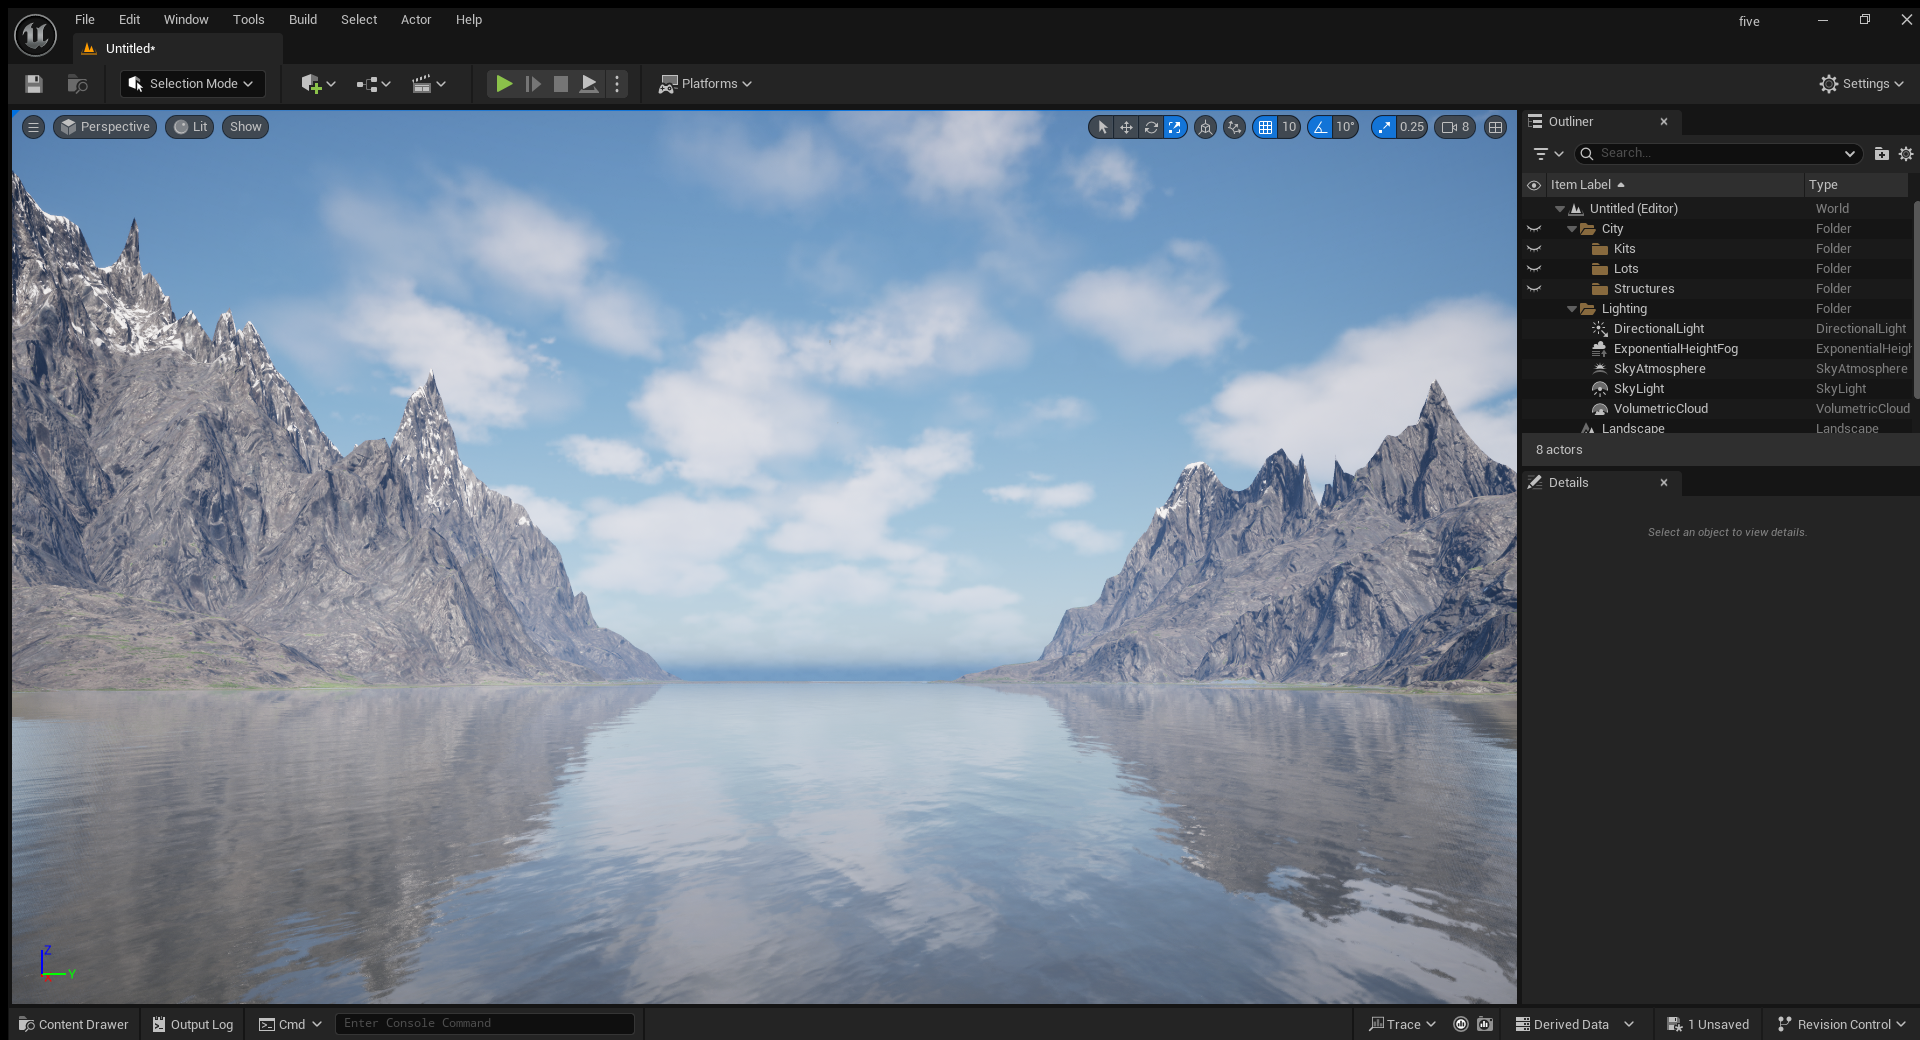 File Edit Window Tools Build Select Actor Help
five
Untitled*
Selection Mode
Platforms
Settings
Perspective Lit Show
10 10° 0.25 8
Outliner
Search...
Item Label Type
Untitled (Editor) World
City Folder
Kits Folder
Lots Folder
Structures Folder
Lighting Folder
DirectionalLight DirectionalLight
ExponentialHeightFog ExponentialHeigh
SkyAtmosphere SkyAtmosphere
SkyLight SkyLight
VolumetricCloud VolumetricCloud
Landscape Landscape
8 actors
Details
Select an object to view details.
Z
Y
Content Drawer Output Log Cmd Enter Console Command
Trace Derived Data 1 Unsaved Revision Control